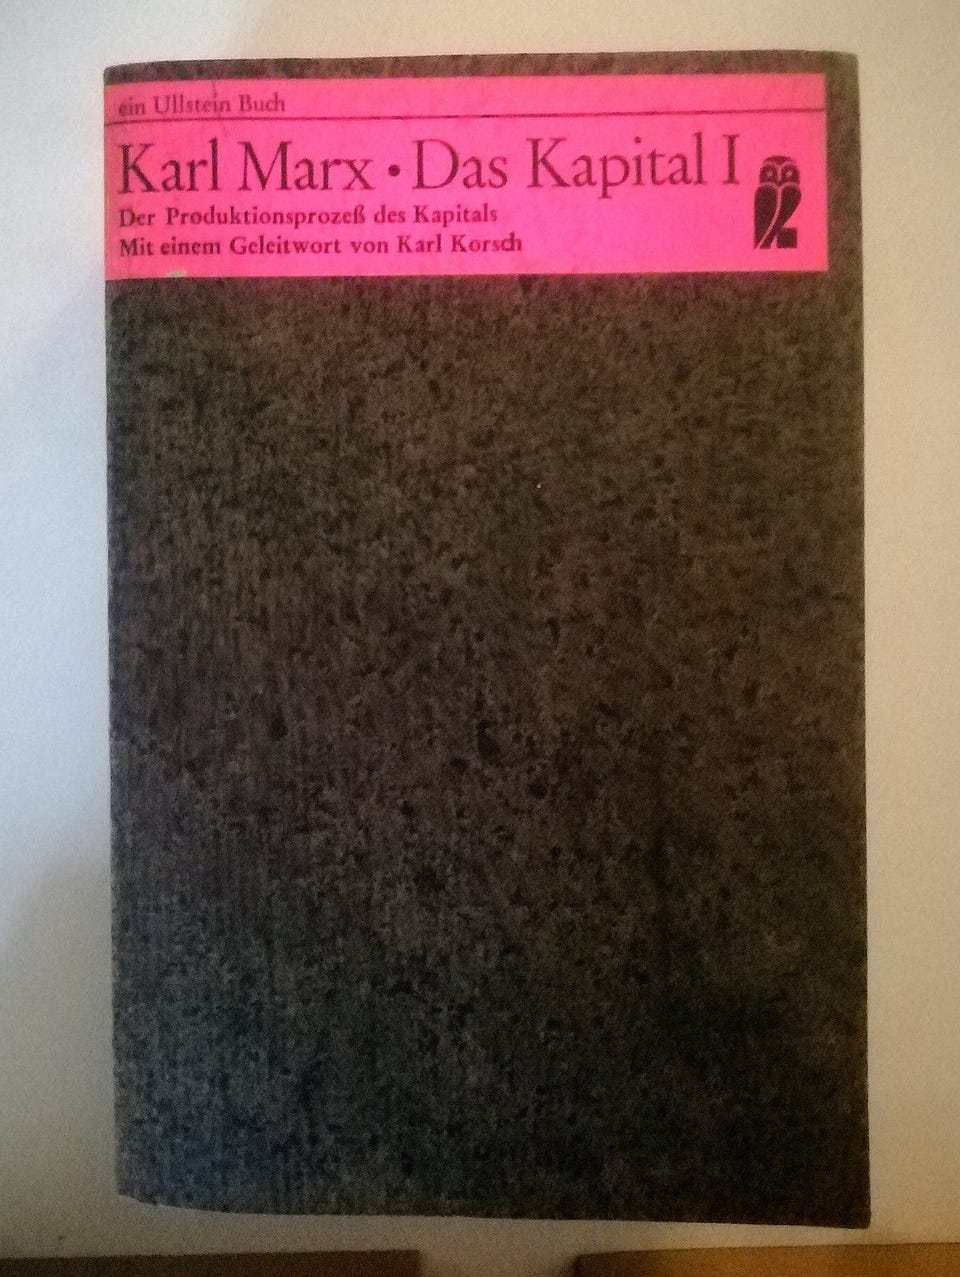 ein Ullstein Buch
Karl Marx • Das Kapital I
Der Produktionsprozeß des Kapitals
Mit einem Geleitwort von Karl Korsch